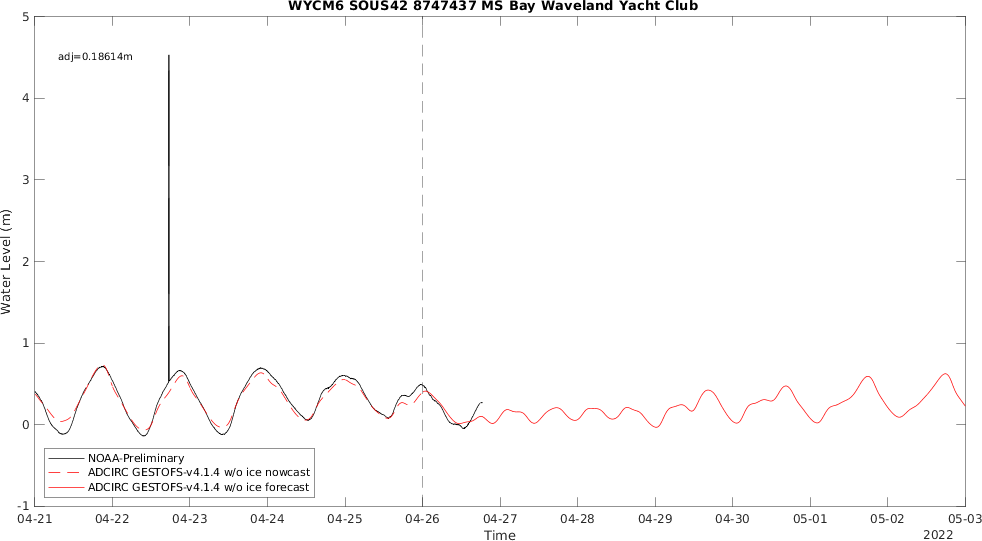 WYCM6 SOUS42 8747437 MS Bay Waveland Yacht Club
adj=0.18614m
Water Level (m)
5
4
3
2
1
0
-1
NOAA-Preliminary
ADCIRC GESTOFS-v4.1.4 w/o ice nowcast
ADCIRC GESTOFS-v4.1.4 w/o ice forecast
04-21 04-22 04-23 04-24 04-25 04-26 04-27 04-28 04-29 04-30 05-01 05-02 05-03
Time
2022